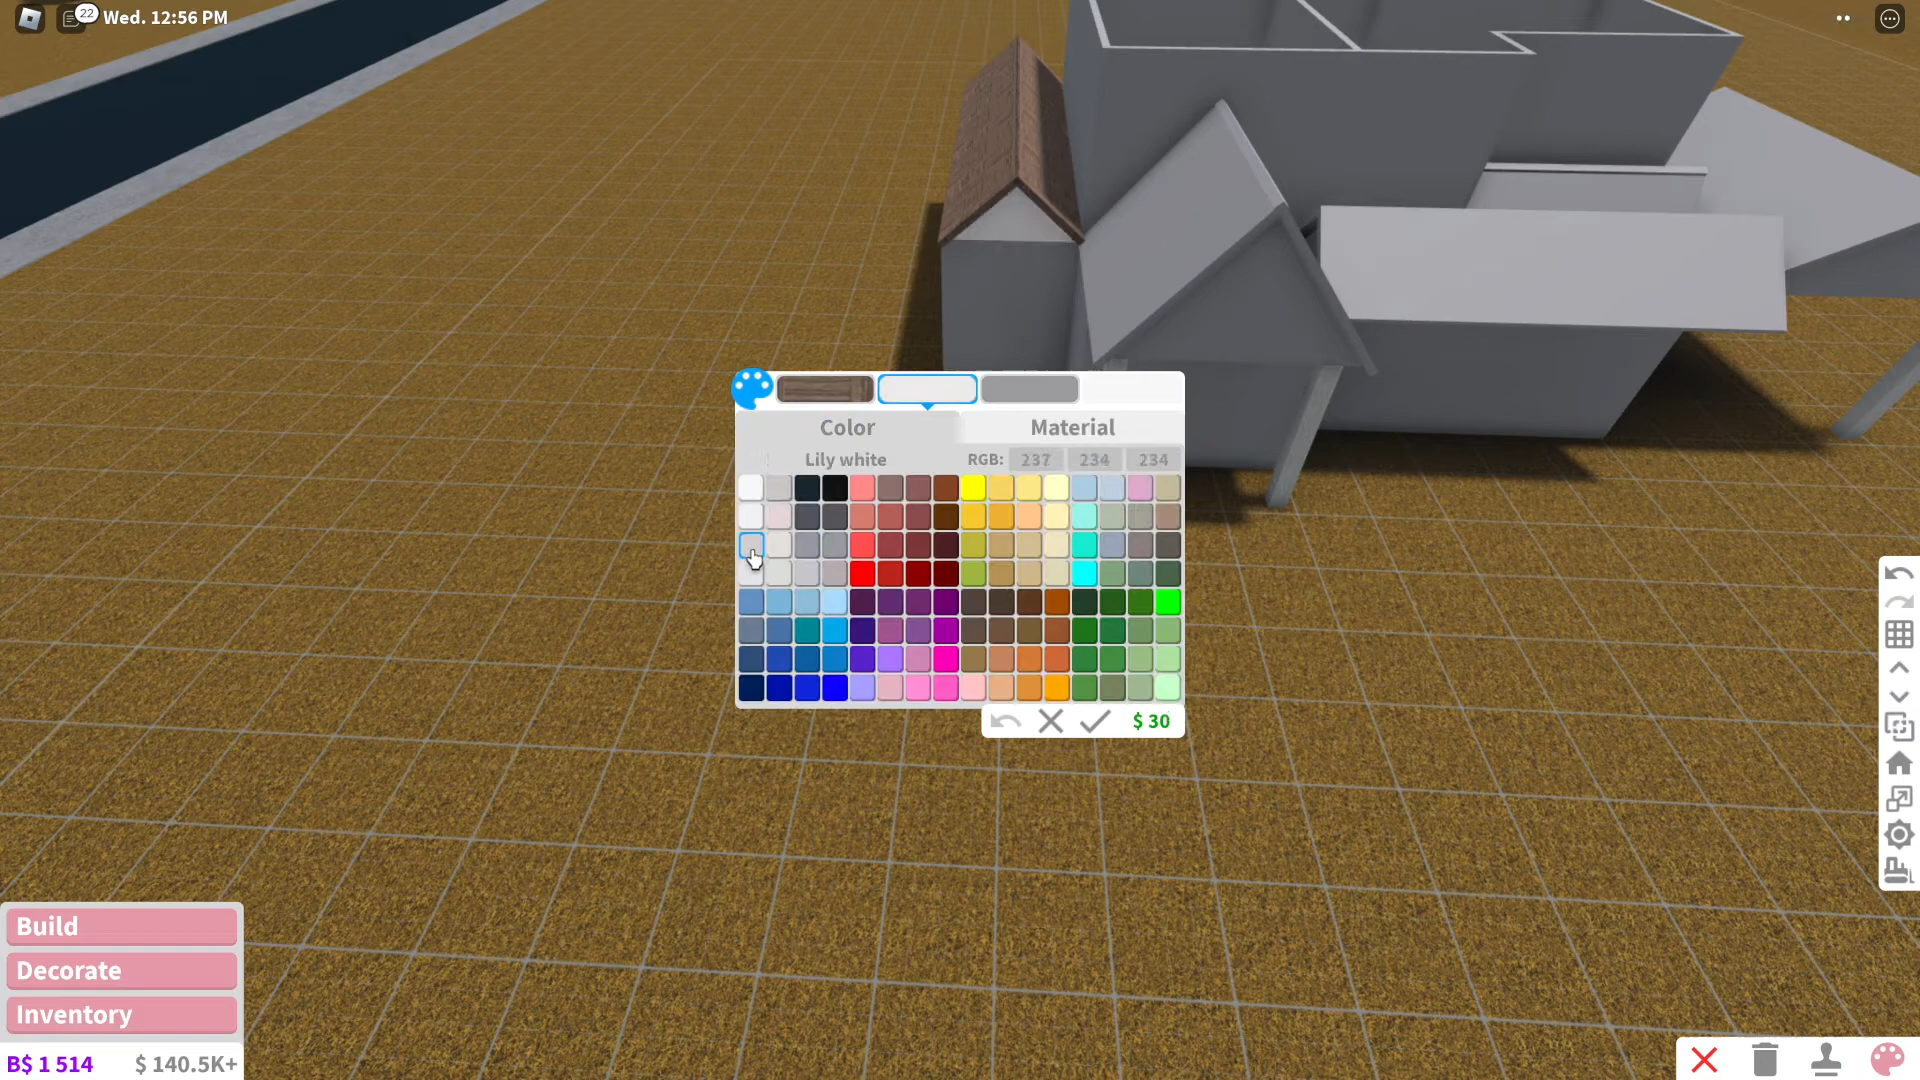 22 Wed. 12:56 PM
Color Material
Lily white RGB: 237 234 234
$ 30
Build
Decorate
Inventory
B$ 1 514 $ 140.5K+